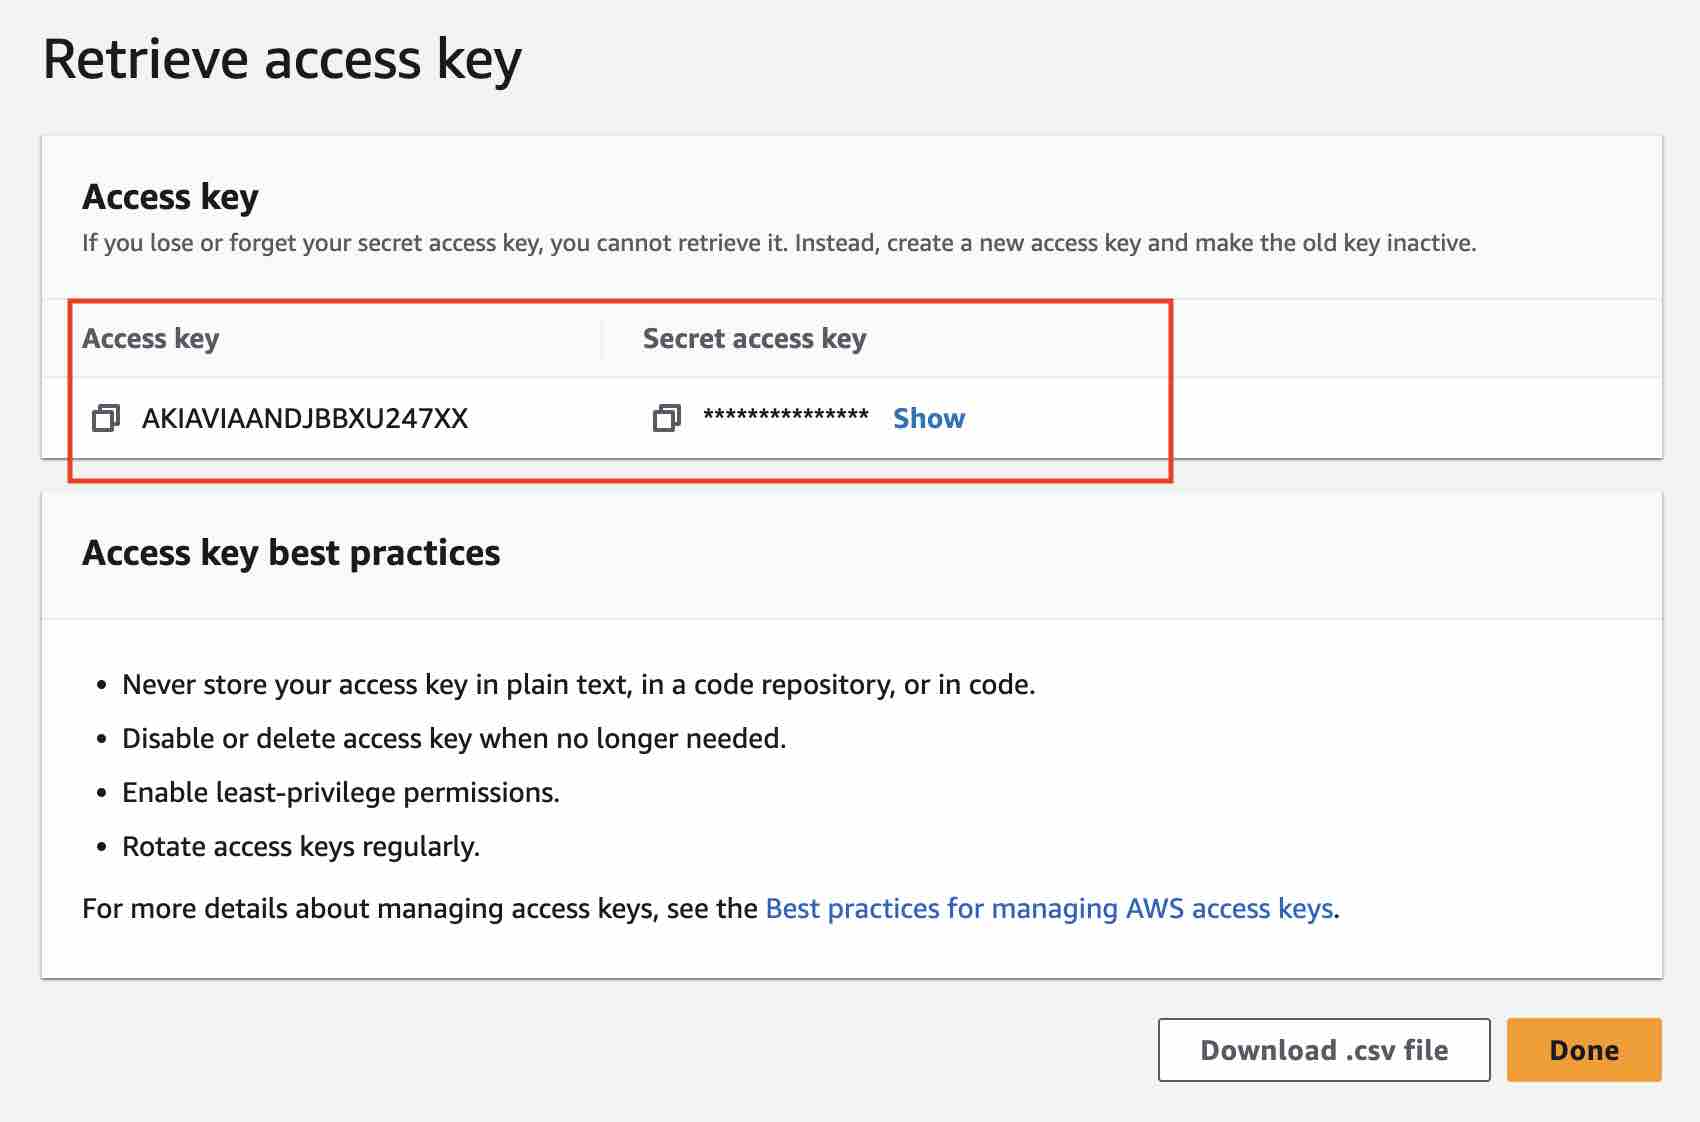 Retrieve access key
Access key
If you lose or forget your secret access key, you cannot retrieve it. Instead, create a new access key and make the old key inactive.
Access key Secret access key
AKIAVIAANDJBBXU247XX *************** Show
Access key best practices
• Never store your access key in plain text, in a code repository, or in code.
• Disable or delete access key when no longer needed.
• Enable least-privilege permissions.
• Rotate access keys regularly.
For more details about managing access keys, see the Best practices for managing AWS access keys.
Download .csv file Done